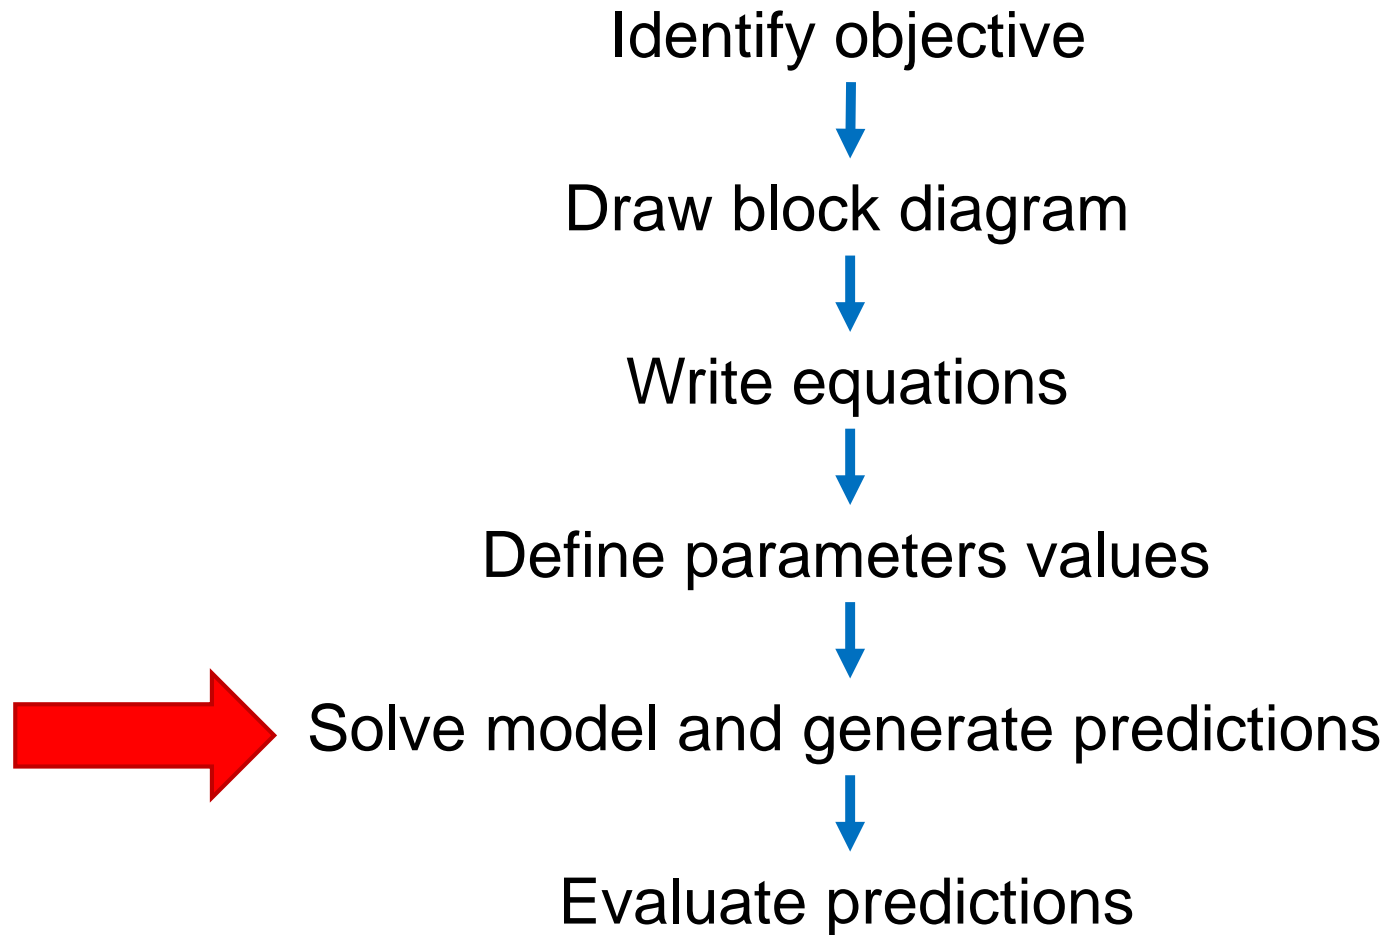 Identify objective
Draw block diagram
Write equations
Define parameters values
Solve model and generate predictions
Evaluate predictions